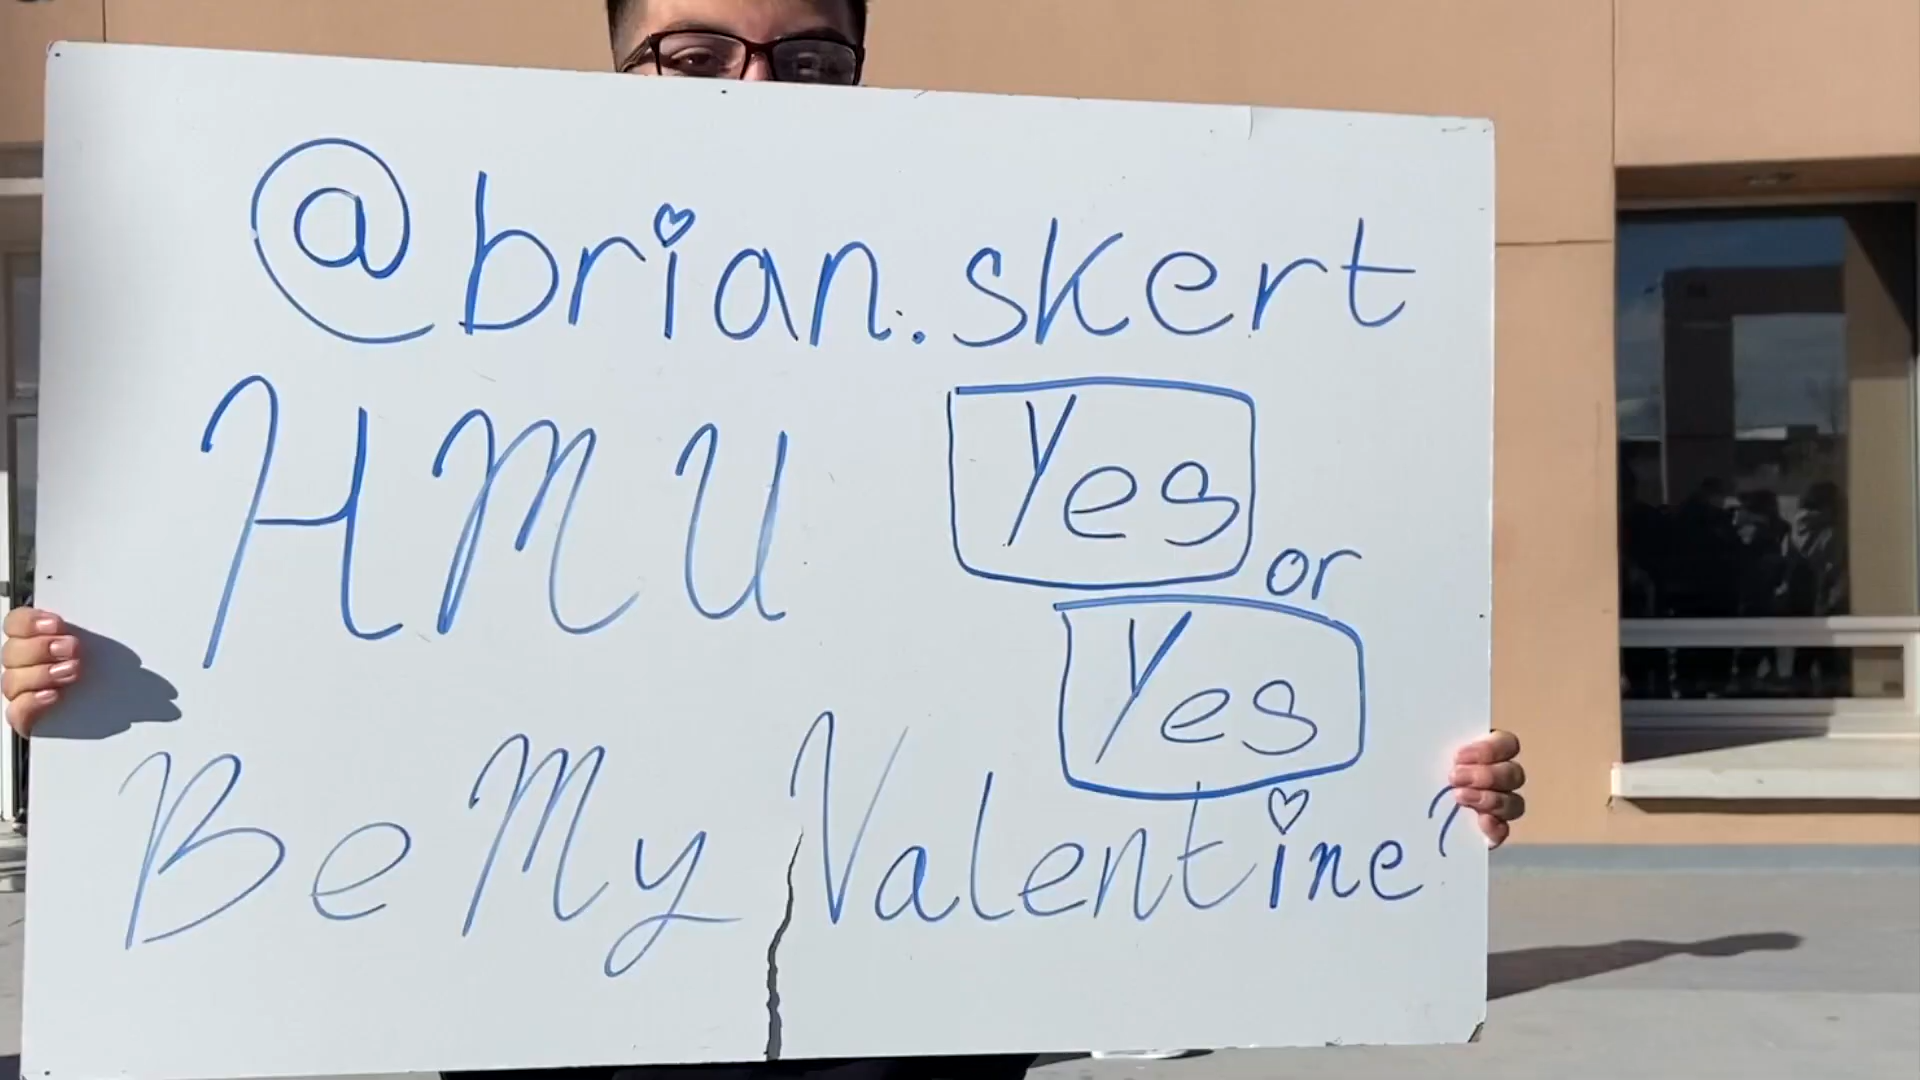 @brian.skert
HMU
Yes
or
Yes
Be My Valentine?